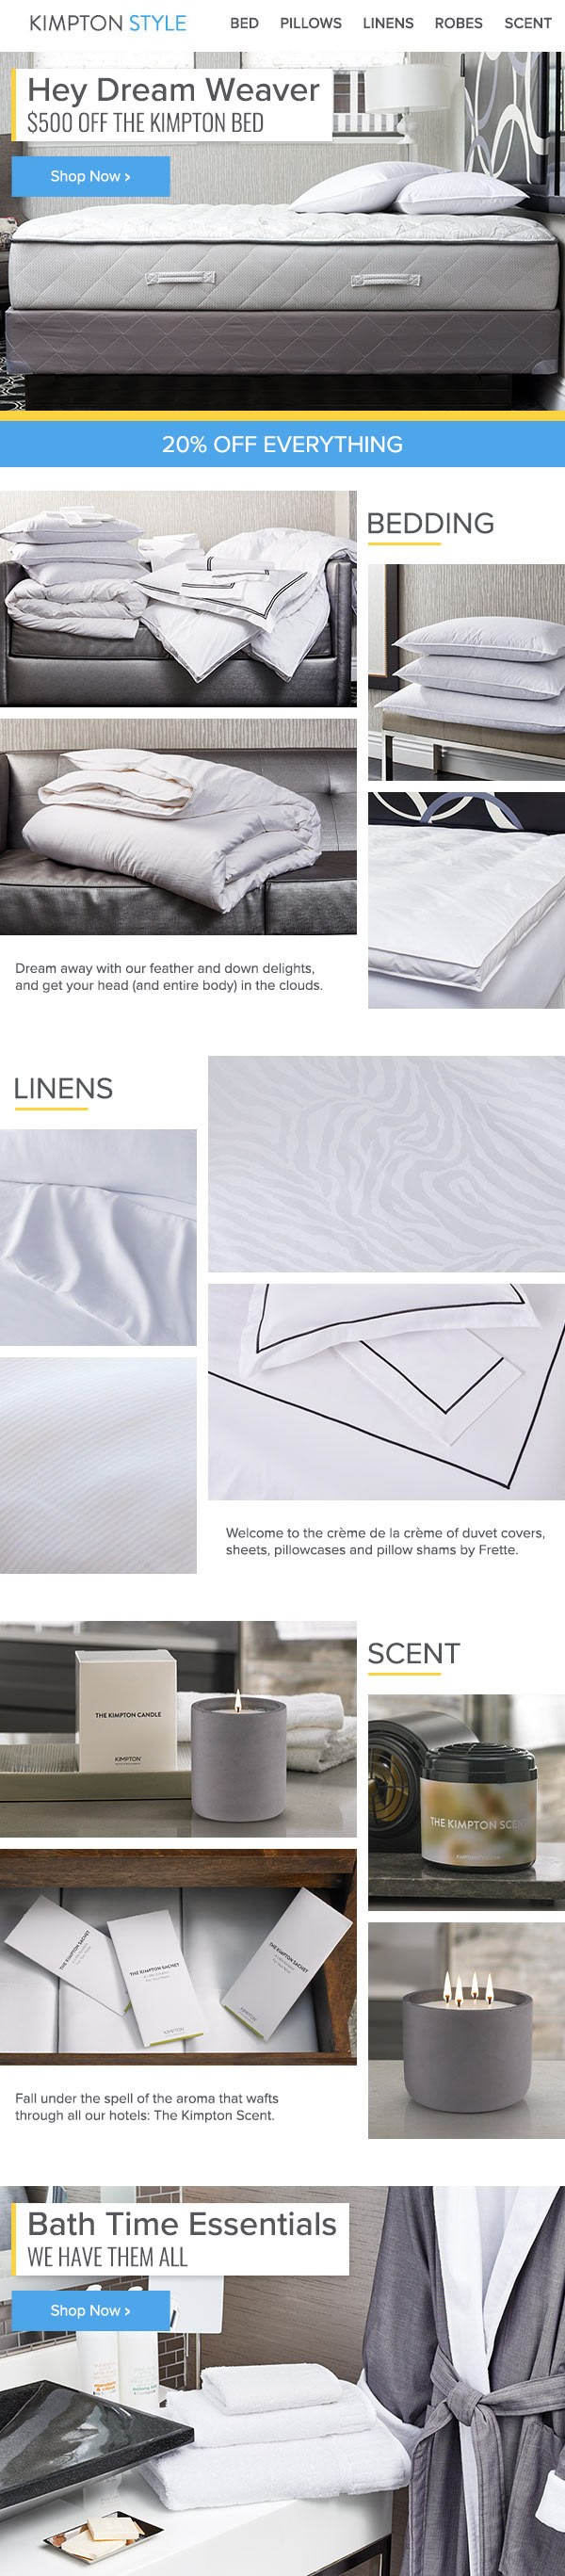 KIMPTON STYLE
BED PILLOWS LINENS ROBES SCENT
Hey Dream Weaver
$500 OFF THE KIMPTON BED
Shop Now >
20% OFF EVERYTHING
BEDDING
Dream away with our feather and down delights,
and get your head (and entire body) in the clouds.
LINENS
Welcome to the crème de la crème of duvet covers,
sheets, pillowcases and pillow shams by Frette.
THE KIMPTON CANDLE
KIMPTON
SCENT
THE KIMPTON SCE
THE KIMPTON SACHET
THE KIMPTON SACHET
THE KIMPTON SACHET
KIMPTON
KIMPTON
Fall under the spell of the aroma that wafts
through all our hotels: The Kimpton Scent.
Bath Time Essentials
WE HAVE THEM ALL
Shop Now >